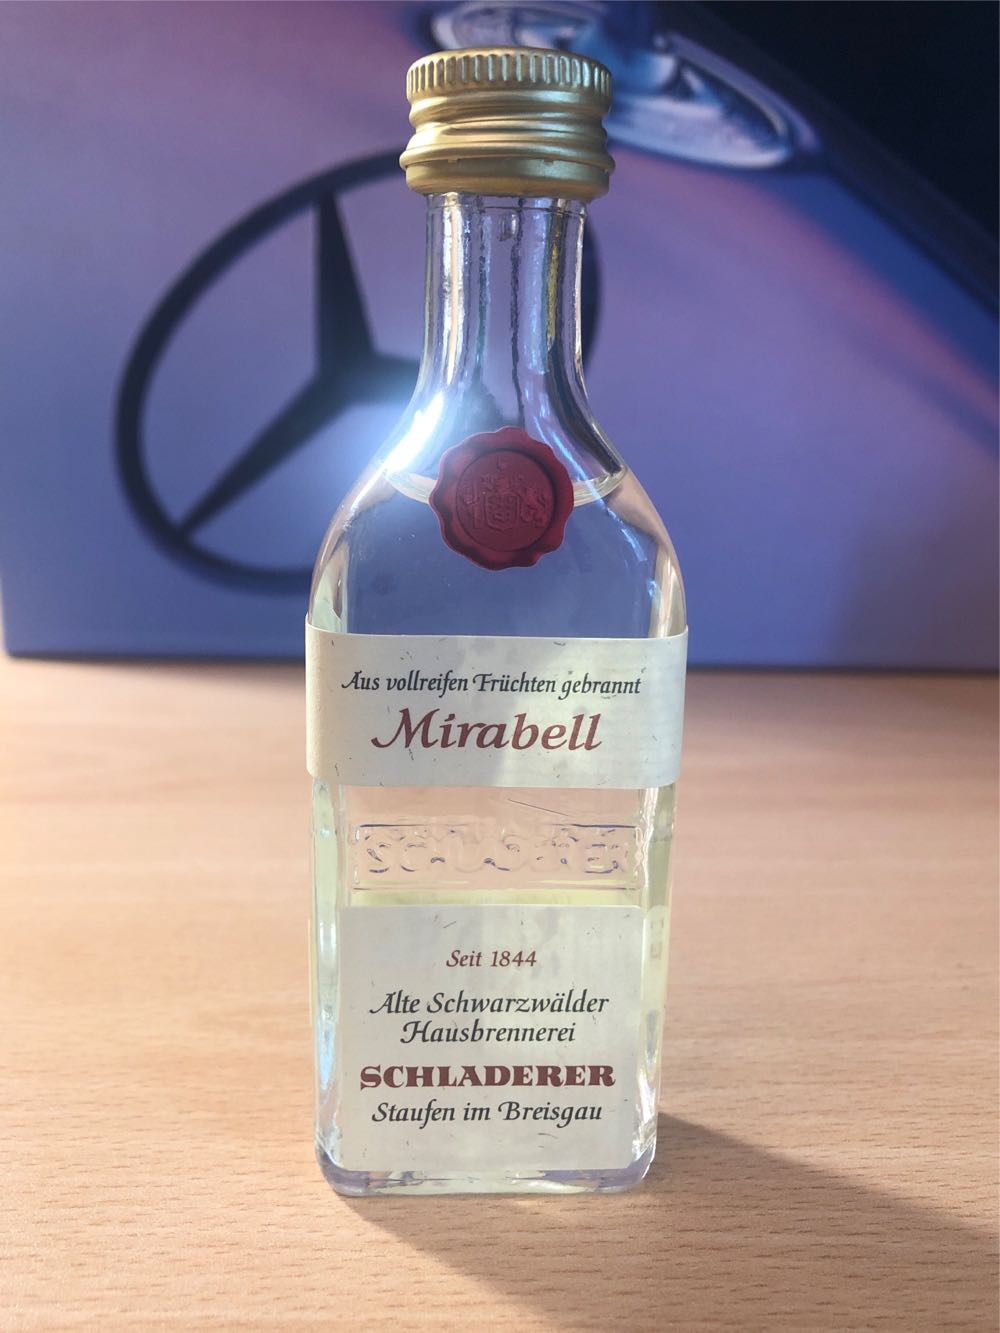 Aus vollreifen Früchten gebrannt
Mirabell
SCHLADERER
Seit 1844
Alte Schwarzwälder
Hausbrennerei
SCHLADERER
Staufen im Breisgau